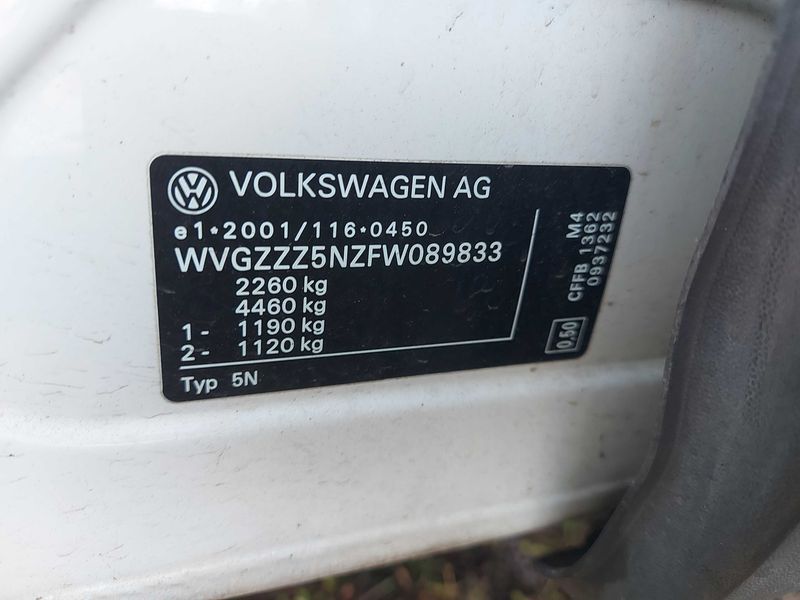 VOLKSWAGEN AG
e1*2001/116*0450
WVGZZZ5NZFW089833
2260 kg
4460 kg
1- 1190 kg
2- 1120 kg
Typ 5N
M4
CFFB 1362
0937232
0.50